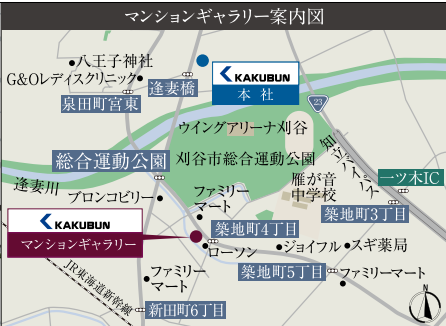 マンションギャラリー案内図
八王子神社
G&Oレディスクリニック
泉田町宮東
逢妻橋
KAKUBUN
本社
23
ウイングアリーナ刈谷
知立バイパス
総合運動公園
刈谷市総合運動公園
一ツ木IC
逢妻川
ブロンコビリー
ファミリー
マート
雁が音
中学校
築地町3丁目
KAKUBUN
マンションギャラリー
築地町4丁目
ローソン
ジョイフル
スギ薬局
JR東海道新幹線
ファミリー
マート
築地町5丁目
ファミリーマート
新田町6丁目
N